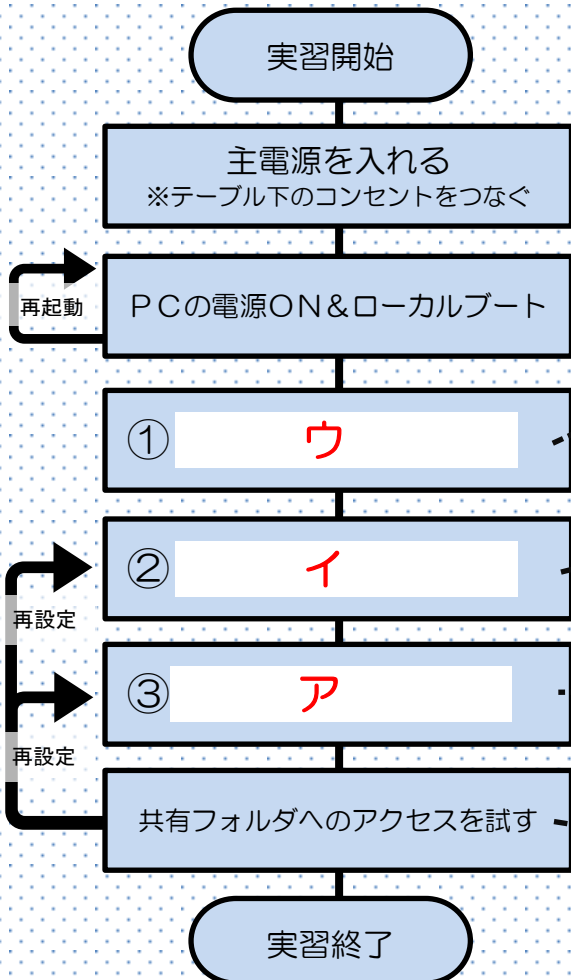 実習開始
主電源を入れる
※テーブル下のコンセントをつなぐ
再起動
ＰＣの電源ＯＮ＆ローカルブート
① ウ
② イ
再設定
③ ア
再設定
共有フォルダへのアクセスを試す
実習終了